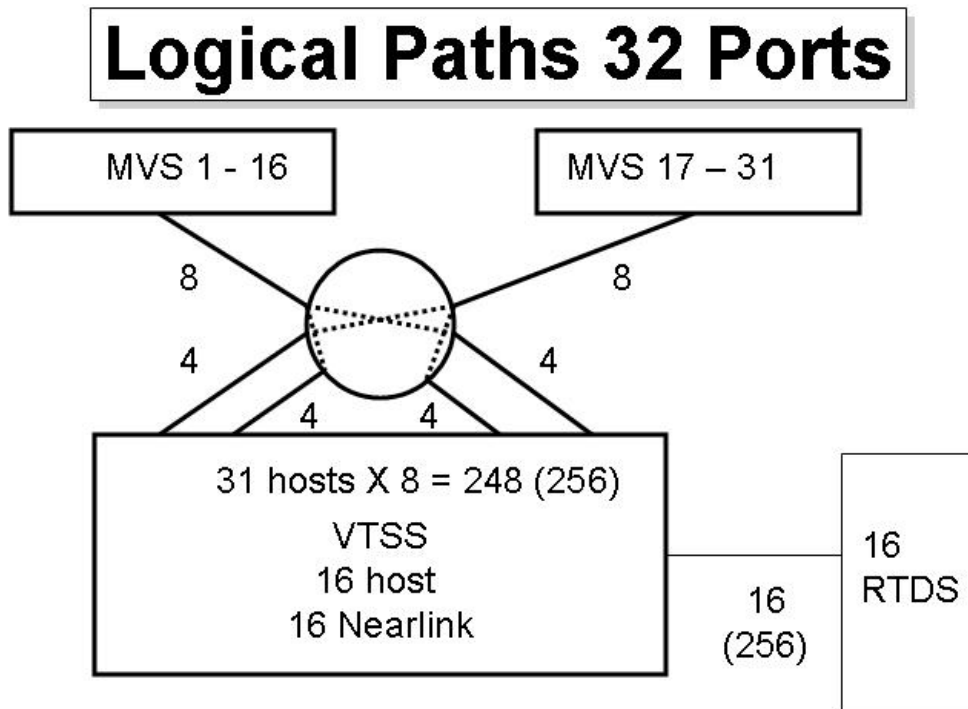 Logical Paths 32 Ports
MVS 1 - 16
MVS 17 – 31
8
8
4
4
4
4
31 hosts X 8 = 248 (256)
VTSS
16 host
16 Nearlink
16
(256)
16
RTDS